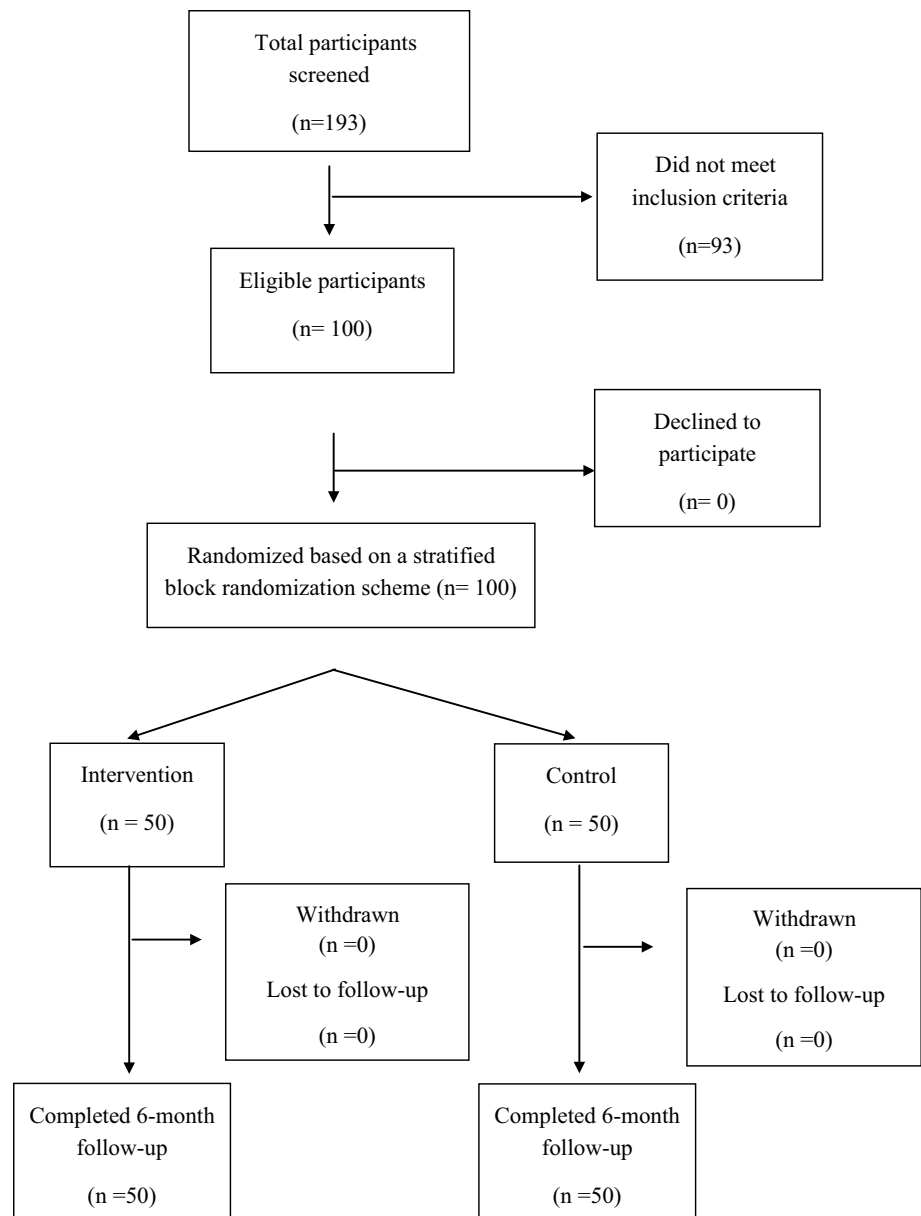 Total participants
screened
(n=193)
Did not meet
inclusion criteria
(n=93)
Eligible participants
(n= 100)
Declined to
participate
(n= 0)
Randomized based on a stratified
block randomization scheme (n= 100)
Intervention
(n = 50)
Control
(n = 50)
Withdrawn
(n =0)
Lost to follow-up
(n =0)
Withdrawn
(n =0)
Lost to follow-up
(n =0)
Completed 6-month
follow-up
(n =50)
Completed 6-month
follow-up
(n =50)